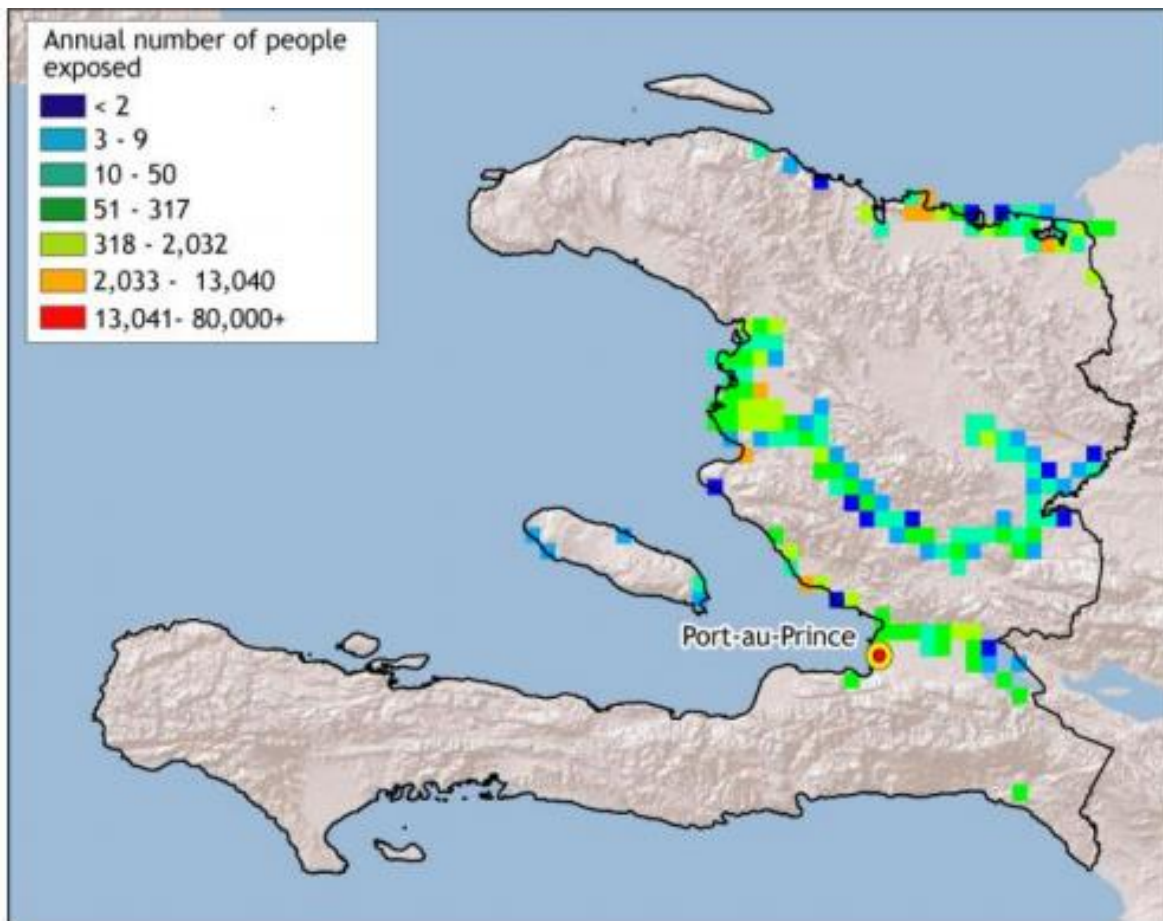 Annual number of people
exposed
< 2
3 - 9
10 - 50
51 - 317
318 - 2,032
2,033 - 13,040
13,041- 80,000+
Port-au-Prince